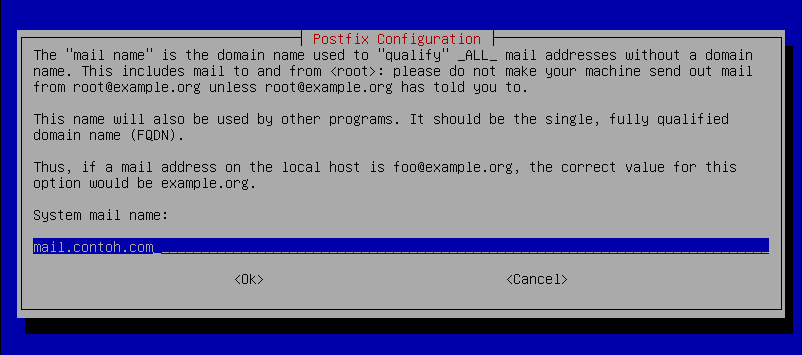 Postfix Configuration
The "mail name" is the domain name used to "qualify" _ALL_ mail addresses without a domain
name. This includes mail to and from <root>: please do not make your machine send out mail
from root@example.org unless root@example.org has told you to.
This name will also be used by other programs. It should be the single, fully qualified
domain name (FQDN).
Thus, if a mail address on the local host is foo@example.org, the correct value for this
option would be example.org.
System mail name:
mail.contoh.com
<Ok> <Cancel>